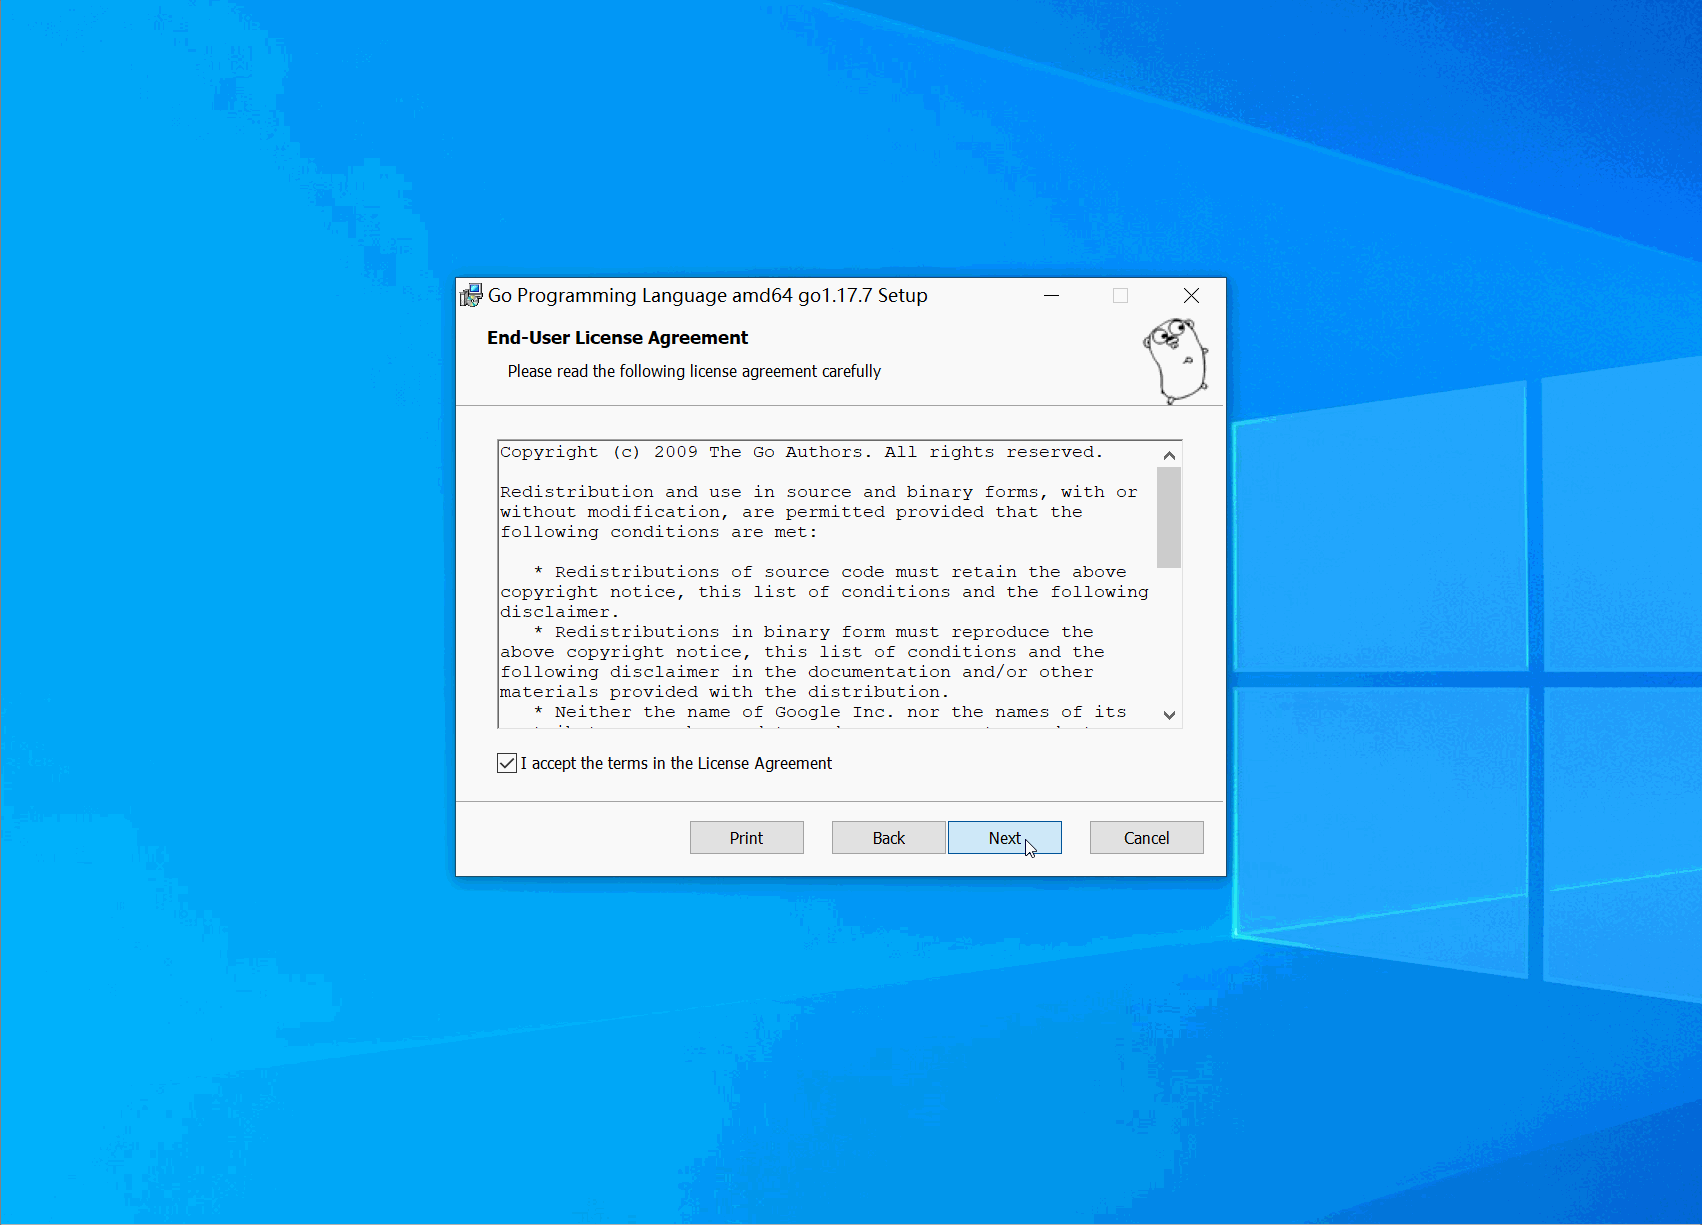 Go Programming Language amd64 go1.17.7 Setup
End-User License Agreement
Please read the following license agreement carefully
Copyright (c) 2009 The Go Authors. All rights reserved.
Redistribution and use in source and binary forms, with or
without modification, are permitted provided that the
following conditions are met:
* Redistributions of source code must retain the above
copyright notice, this list of conditions and the following
disclaimer.
* Redistributions in binary form must reproduce the
above copyright notice, this list of conditions and the
following disclaimer in the documentation and/or other
materials provided with the distribution.
* Neither the name of Google Inc. nor the names of its
I accept the terms in the License Agreement
Print
Back
Next
Cancel